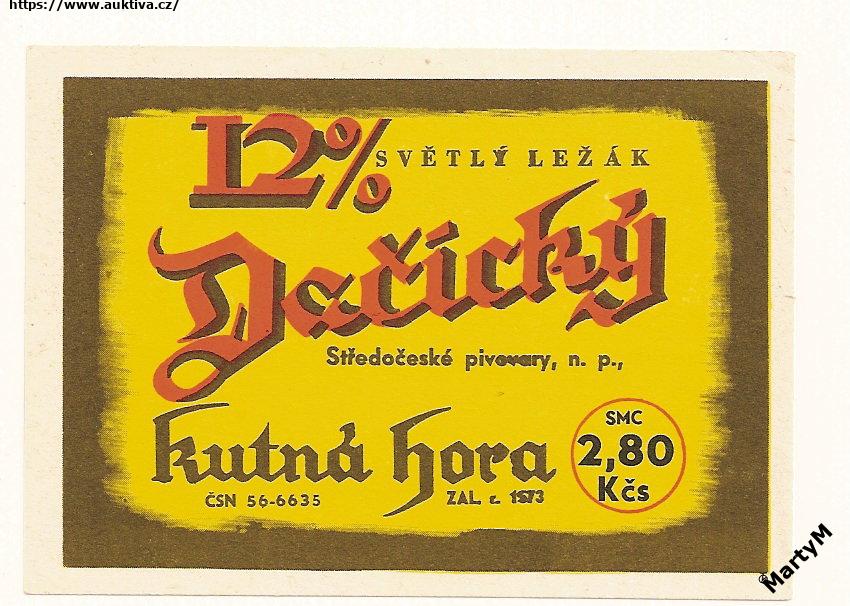 https://www.auktiva.cz/
12%
SVĚTLÝ LEŽÁK
Dačický
Středočeské pivovary, n. p.,
kutná hora
ČSN 56-6635
ZAL. r. 1573
SMC
2,80
Kčs
©MartyM